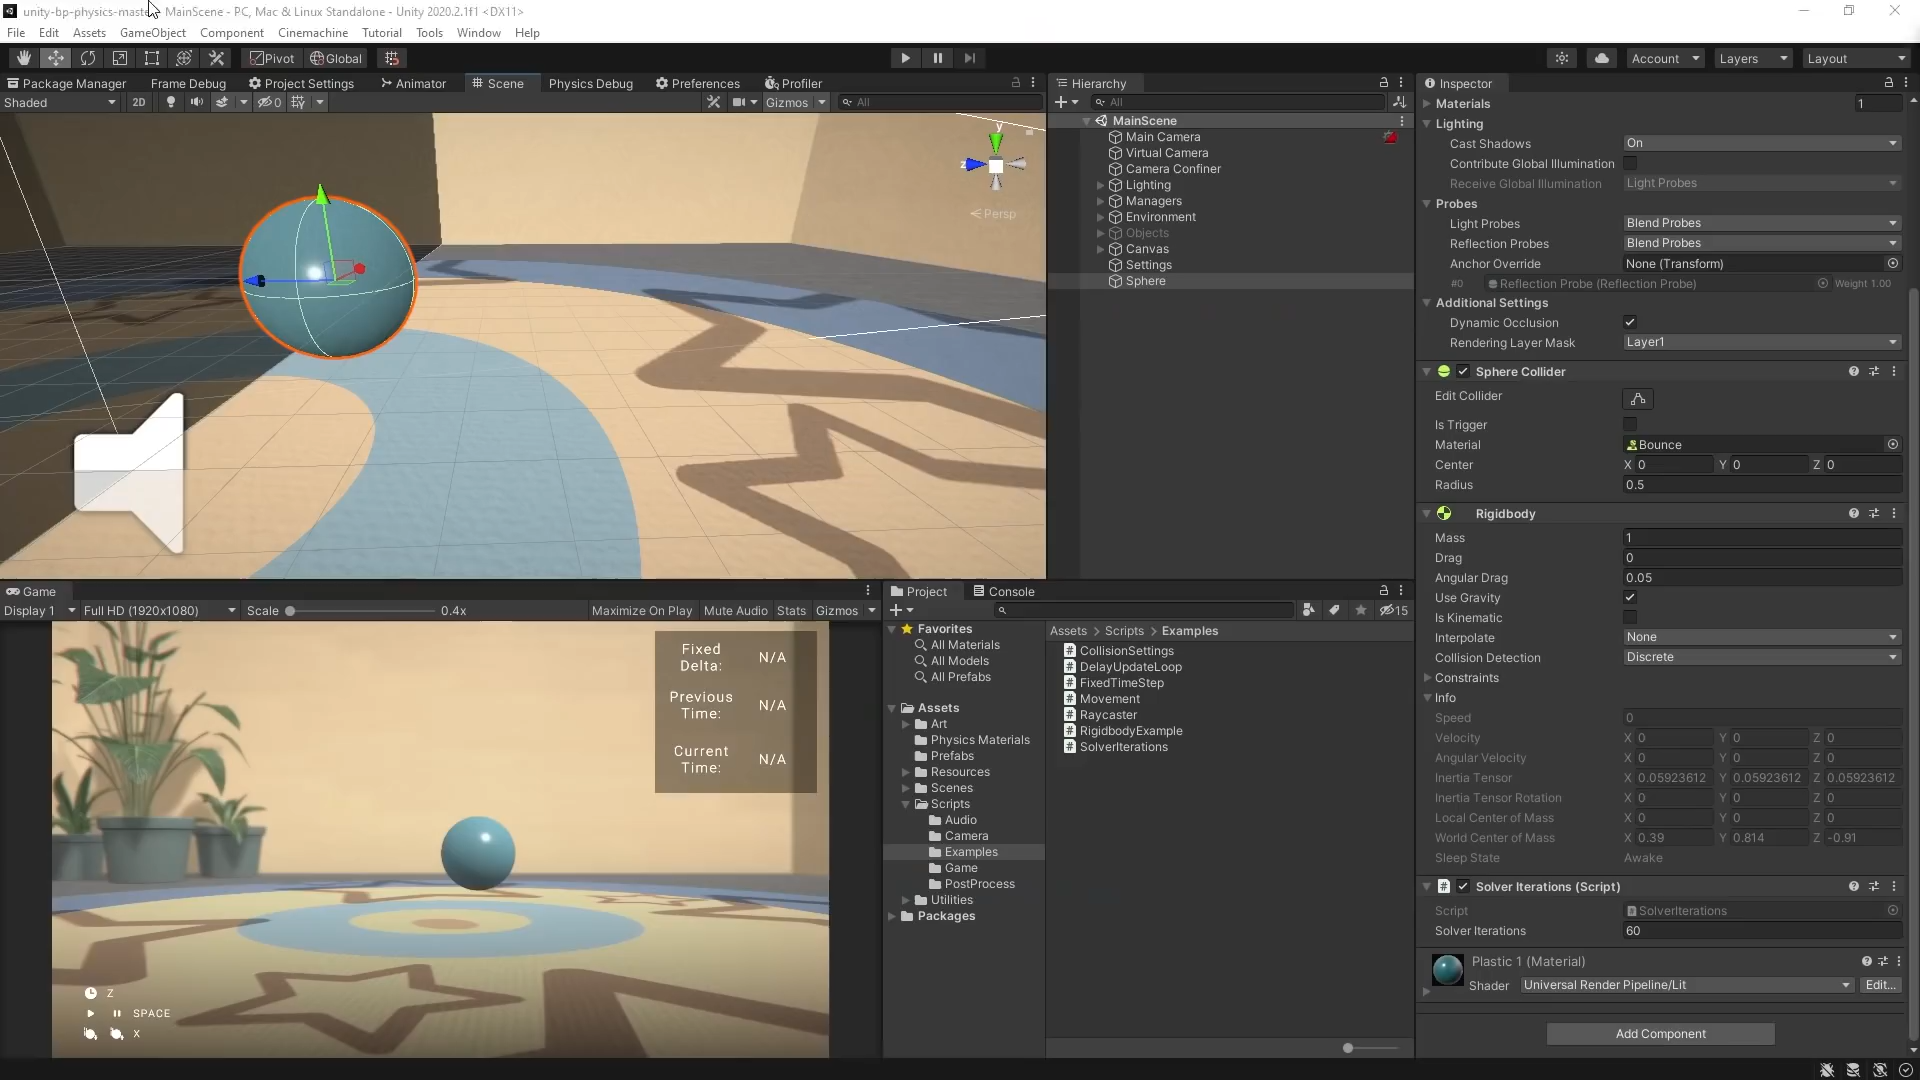 unity-bp-physics-maste MainScene - PC, Mac & Linux Standalone - Unity 2020.2.1f1 <DX11>
File Edit Assets GameObject Component Cinemachine Tutorial Tools Window Help
Pivot Global Account Layers Layout
Package Manager Frame Debug Project Settings Animator Scene Physics Debug Preferences Profiler
Shaded 2D 0 Gizmos All
y
z
Persp
Hierarchy
All
MainScene
Main Camera
Virtual Camera
Camera Confiner
Lighting
Managers
Environment
Objects
Canvas
Settings
Sphere
Inspector
Materials 1
Lighting
Cast Shadows On
Contribute Global Illumination
Receive Global Illumination Light Probes
Probes
Light Probes Blend Probes
Reflection Probes Blend Probes
Anchor Override None (Transform)
#0 Reflection Probe (Reflection Probe) Weight 1.00
Additional Settings
Dynamic Occlusion
Rendering Layer Mask Layer1
Sphere Collider
Edit Collider
Is Trigger
Material Bounce
Center X 0 Y 0 Z 0
Radius 0.5
Rigidbody
Mass 1
Drag 0
Angular Drag 0.05
Use Gravity
Is Kinematic
Interpolate None
Collision Detection Discrete
Constraints
Info
Speed 0
Velocity X 0 Y 0 Z 0
Angular Velocity X 0 Y 0 Z 0
Inertia Tensor X 0.05923612 Y 0.05923612 Z 0.05923612
Inertia Tensor Rotation X 0 Y 0 Z 0
Local Center of Mass X 0 Y 0 Z 0
World Center of Mass X 0.39 Y 0.814 Z -0.91
Sleep State Awake
Solver Iterations (Script)
Script SolverIterations
Solver Iterations 60
Plastic 1 (Material)
Shader Universal Render Pipeline/Lit Edit...
Add Component
Game
Display 1 Full HD (1920x1080) Scale 0.4x Maximize On Play Mute Audio Stats Gizmos
Fixed Delta: N/A
Previous Time: N/A
Current Time: N/A
Z
SPACE
X
Project Console
15
Favorites
All Materials
All Models
All Prefabs
Assets
Art
Physics Materials
Prefabs
Resources
Scenes
Scripts
Audio
Camera
Examples
Game
PostProcess
Utilities
Packages
Assets > Scripts > Examples
CollisionSettings
DelayUpdateLoop
FixedTimeStep
Movement
Raycaster
RigidbodyExample
SolverIterations